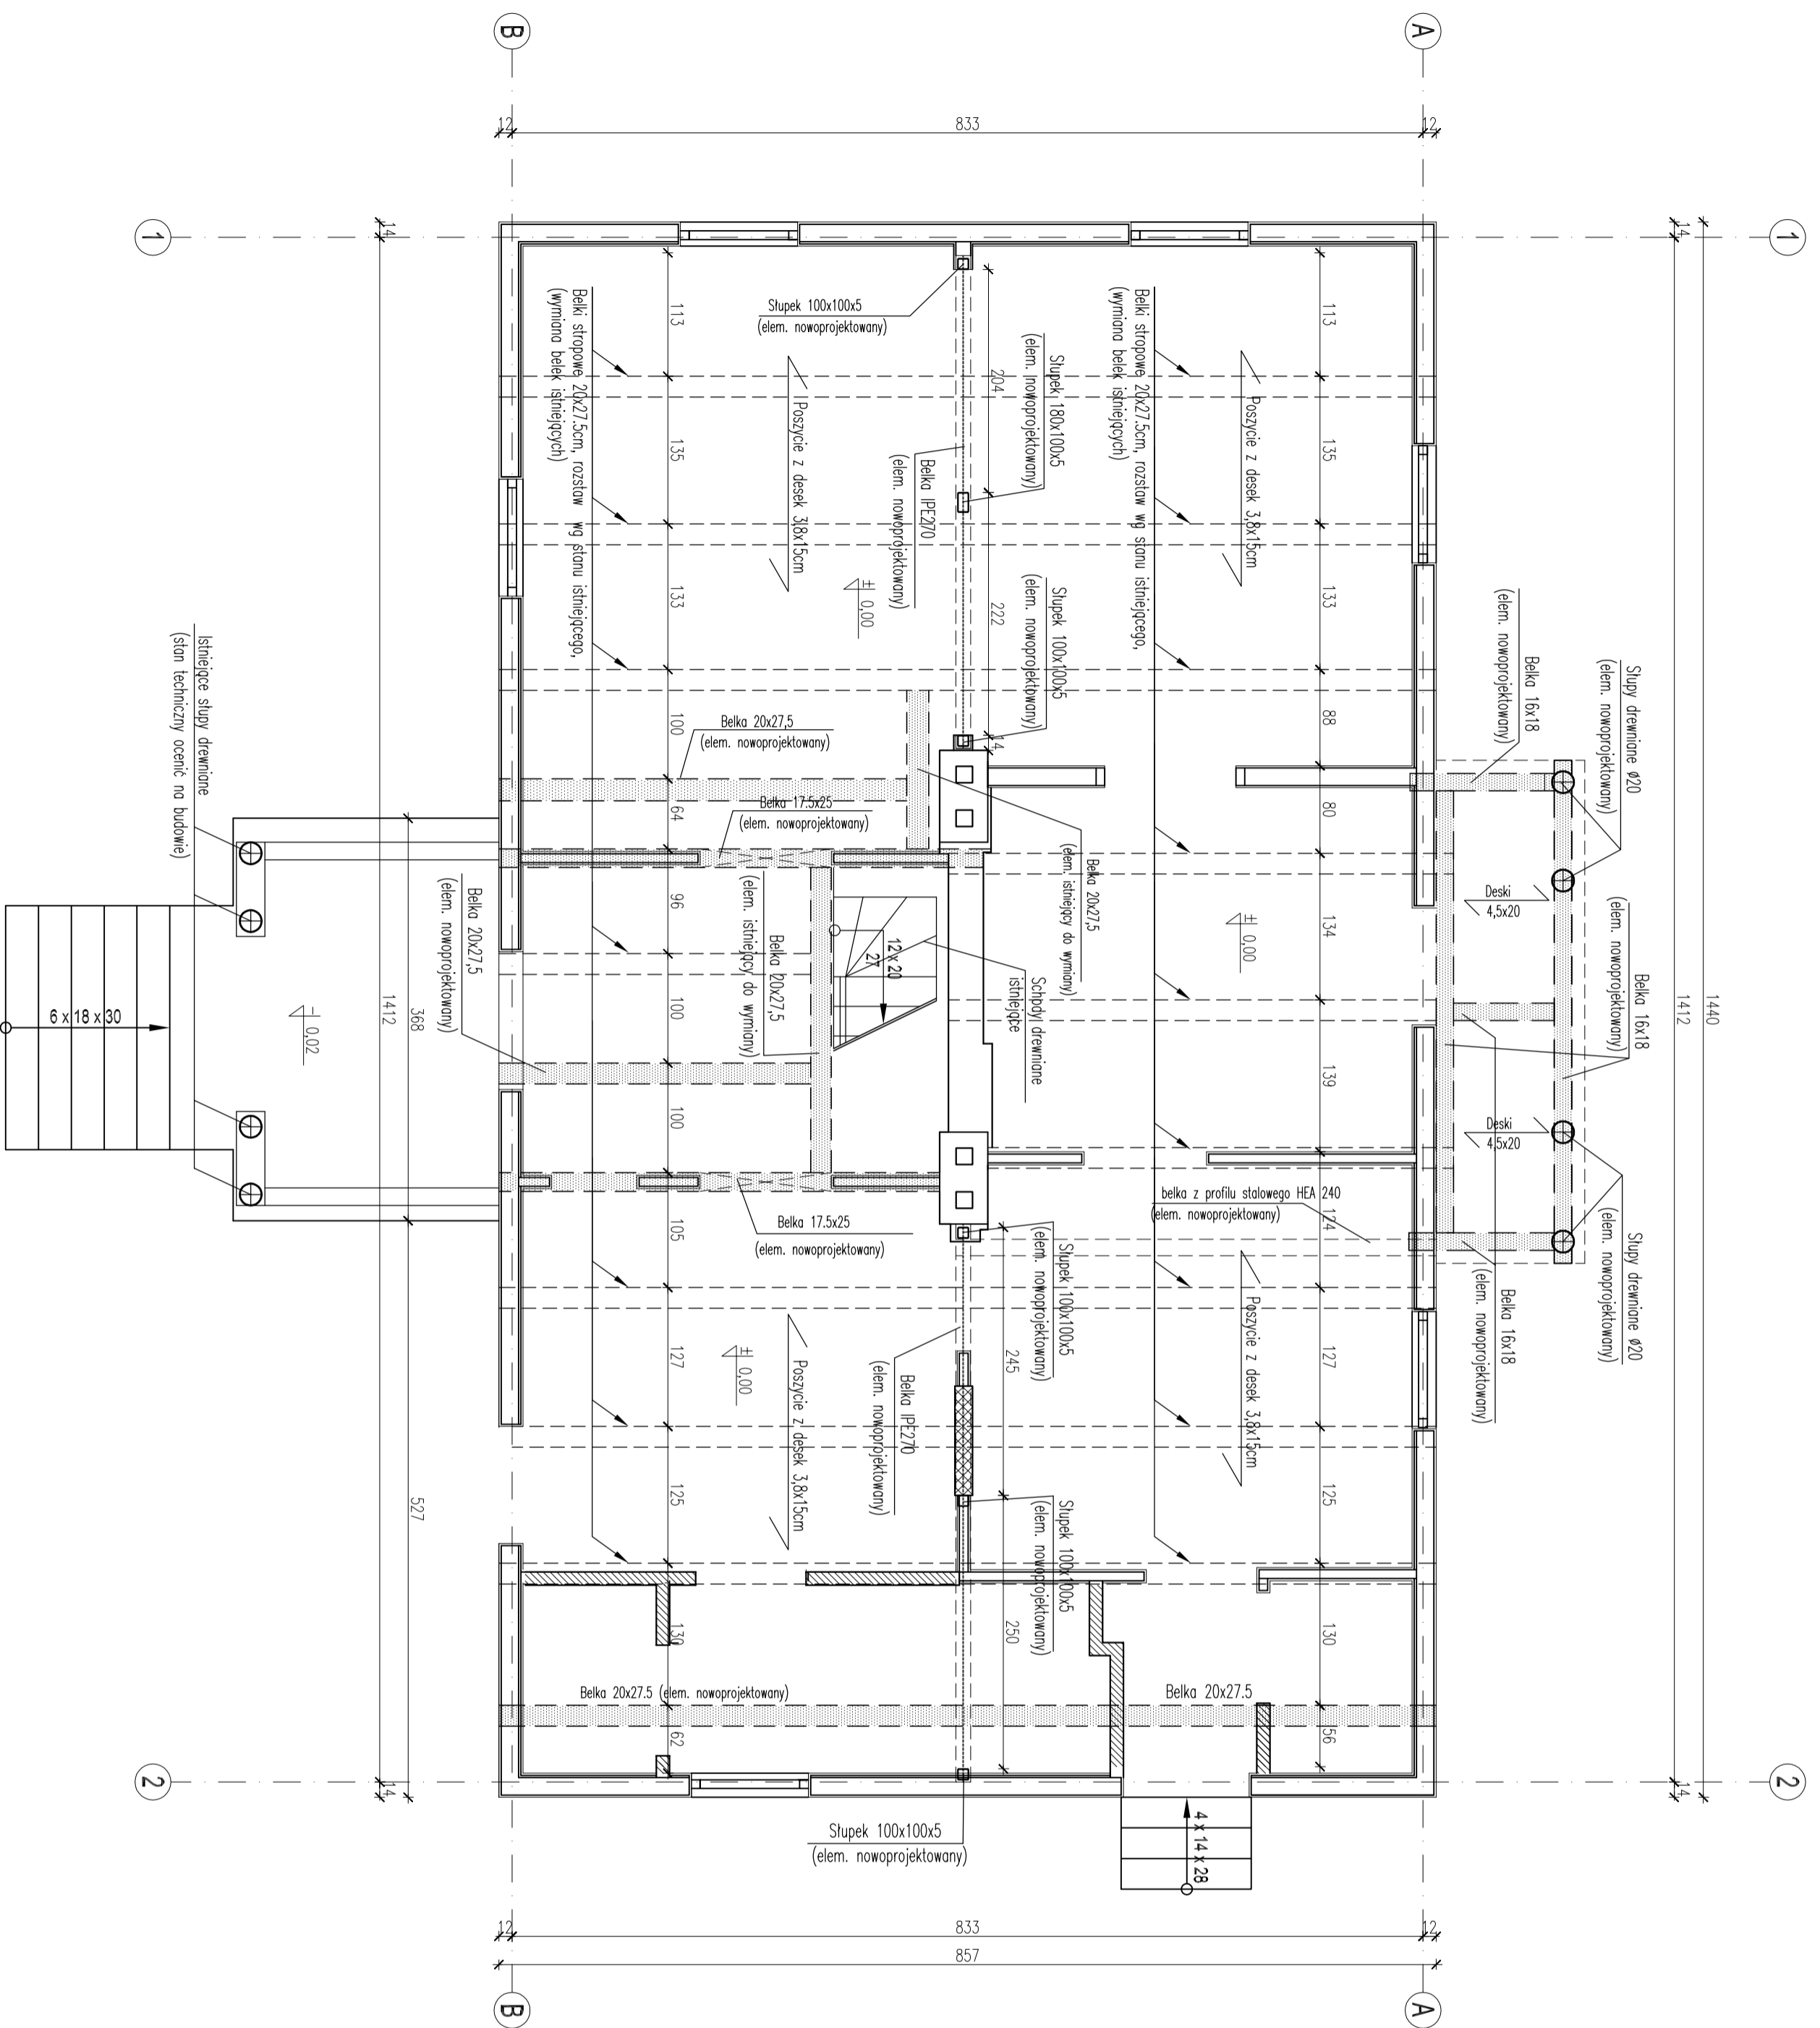 B
A
12
833
12
1
14
1412
14
1440
1
Słupek 100x100x5
(elem. nowoprojektowany)
Belki stropowe 20x27.5cm, rozstaw wg stanu istniejącego,
(wymiana belek istniejących)
Poszycie z desek 3,8x15cm
113
135
133
100
64
96
100
100
105
127
125
130
62
Słupek 180x100x5
(elem. nowoprojektowany)
204
222
14
Belka IPE270
(elem. nowoprojektowany)
± 0,00
Słupek 100x100x5
(elem. nowoprojektowany)
Belki stropowe 20x27.5cm, rozstaw wg stanu istniejącego,
(wymiana belek istniejących)
Poszycie z desek 3,8x15cm
113
135
133
88
80
134
139
124
127
125
130
56
Belka 16x18
(elem. nowoprojektowany)
Słupy drewniane Ø20
(elem. nowoprojektowany)
Istniejące słupy drewniane
(stan techniczny ocenić na budowie)
Belka 20x27,5
(elem. nowoprojektowany)
Belka 17.5x25
(elem. nowoprojektowany)
Belka 20x27,5
(elem. istniejący do wymiany)
Deski
4,5x20
Belka 16x18
(elem. nowoprojektowany)
± 0,00
12 x 20
27
Schody drewniane
istniejące
Belka 20x27,5
(elem. istniejący do wymiany)
Belka 20x27,5
(elem. nowoprojektowany)
6 x 18 x 30
- 0,02
368
1412
527
Deski
4,5x20
belka z profilu stalowego HEA 240
(elem. nowoprojektowany)
Belka 17.5x25
(elem. nowoprojektowany)
Słupek 100x100x5
(elem. nowoprojektowany)
245
Słupy drewniane Ø20
(elem. nowoprojektowany)
Belka 16x18
(elem. nowoprojektowany)
Poszycie z desek 3,8x15cm
± 0,00
Poszycie z desek 3,8x15cm
Belka IPE270
(elem. nowoprojektowany)
Słupek 100x100x5
(elem. nowoprojektowany)
250
Belka 20x27.5 (elem. nowoprojektowany)
Belka 20x27.5
2
14
14
2
Słupek 100x100x5
(elem. nowoprojektowany)
4 x 14 x 28
12
833
12
857
B
A